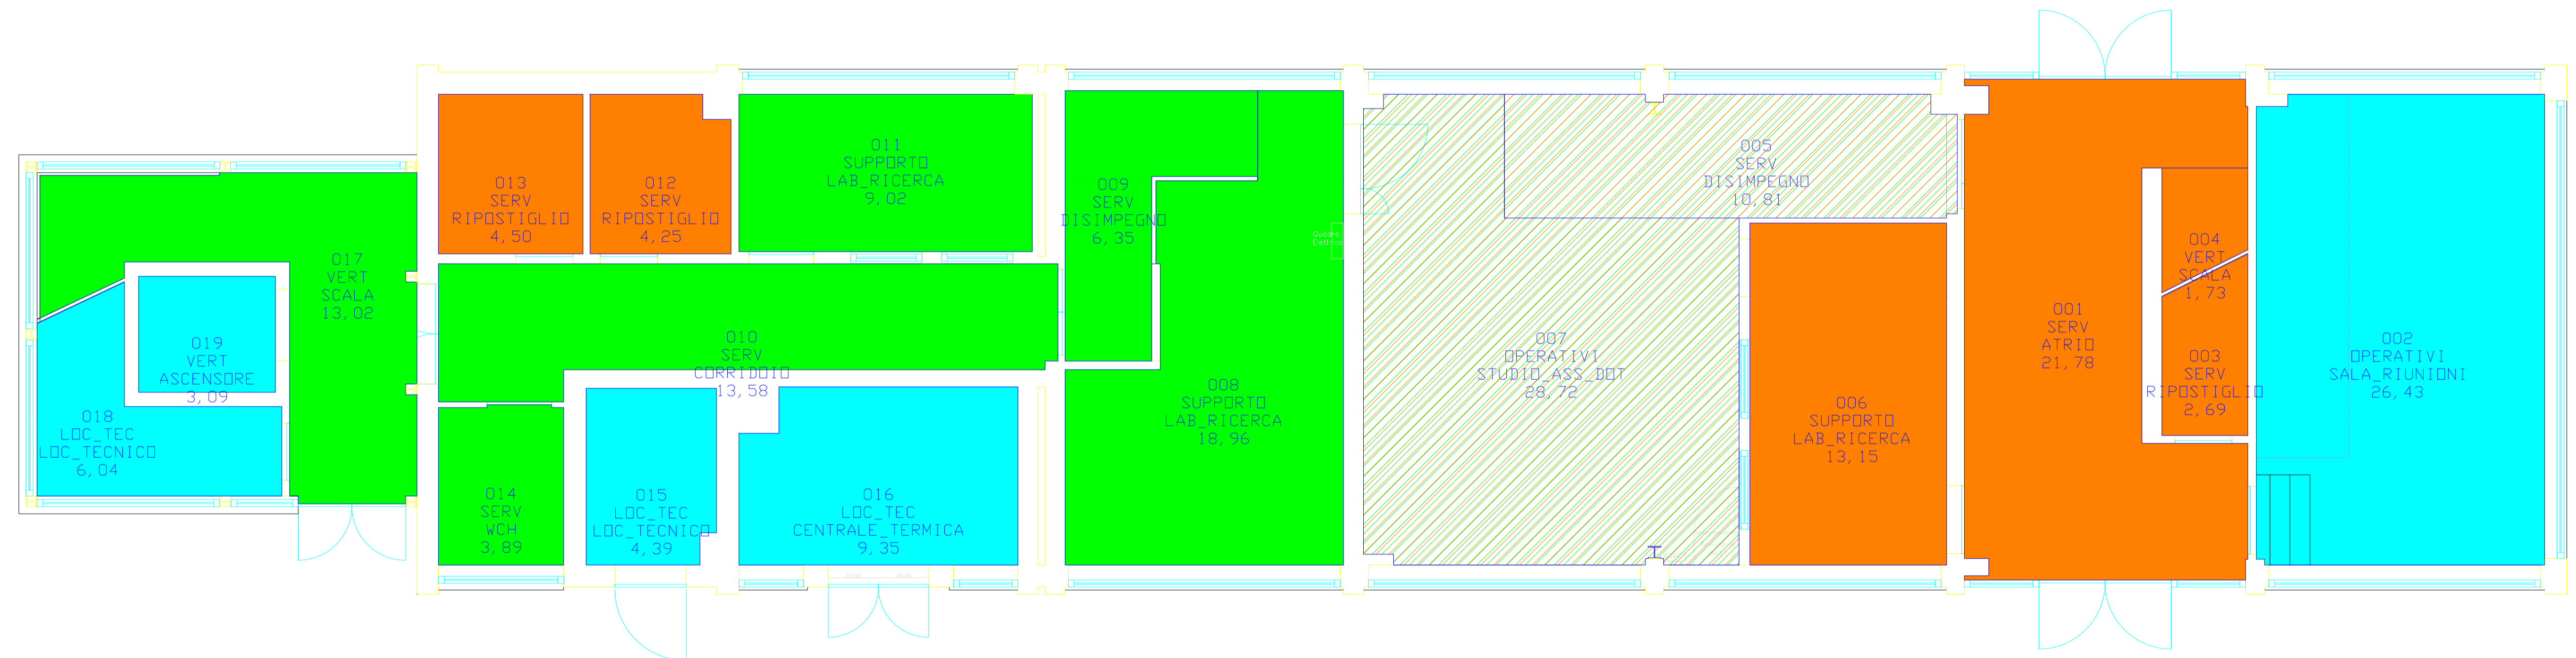 013
SERV
RIPOSTIGLIO
4,50
012
SERV
RIPOSTIGLIO
4,25
011
SUPPORTO
LAB_RICERCA
9,02
009
SERV
DISIMPEGNO
6,35
005
SERV
DISIMPEGNO
10,81
Quadro
Elettrico
017
VERT
SCALA
13,02
004
VERT
SCALA
1,73
019
VERT
ASCENSORE
3,09
010
SERV
CORRIDOIO
13,58
007
OPERATIVI
STUDIO_ASS_DOT
28,72
001
SERV
ATRIO
21,78
003
SERV
RIPOSTIGLIO
2,69
002
OPERATIVI
SALA_RIUNIONI
26,43
018
LOC_TEC
LOC_TECNICO
6,04
008
SUPPORTO
LAB_RICERCA
18,96
006
SUPPORTO
LAB_RICERCA
13,15
014
SERV
WCH
3,89
015
LOC_TEC
LOC_TECNICO
4,39
016
LOC_TEC
CENTRALE_TERMICA
9,35